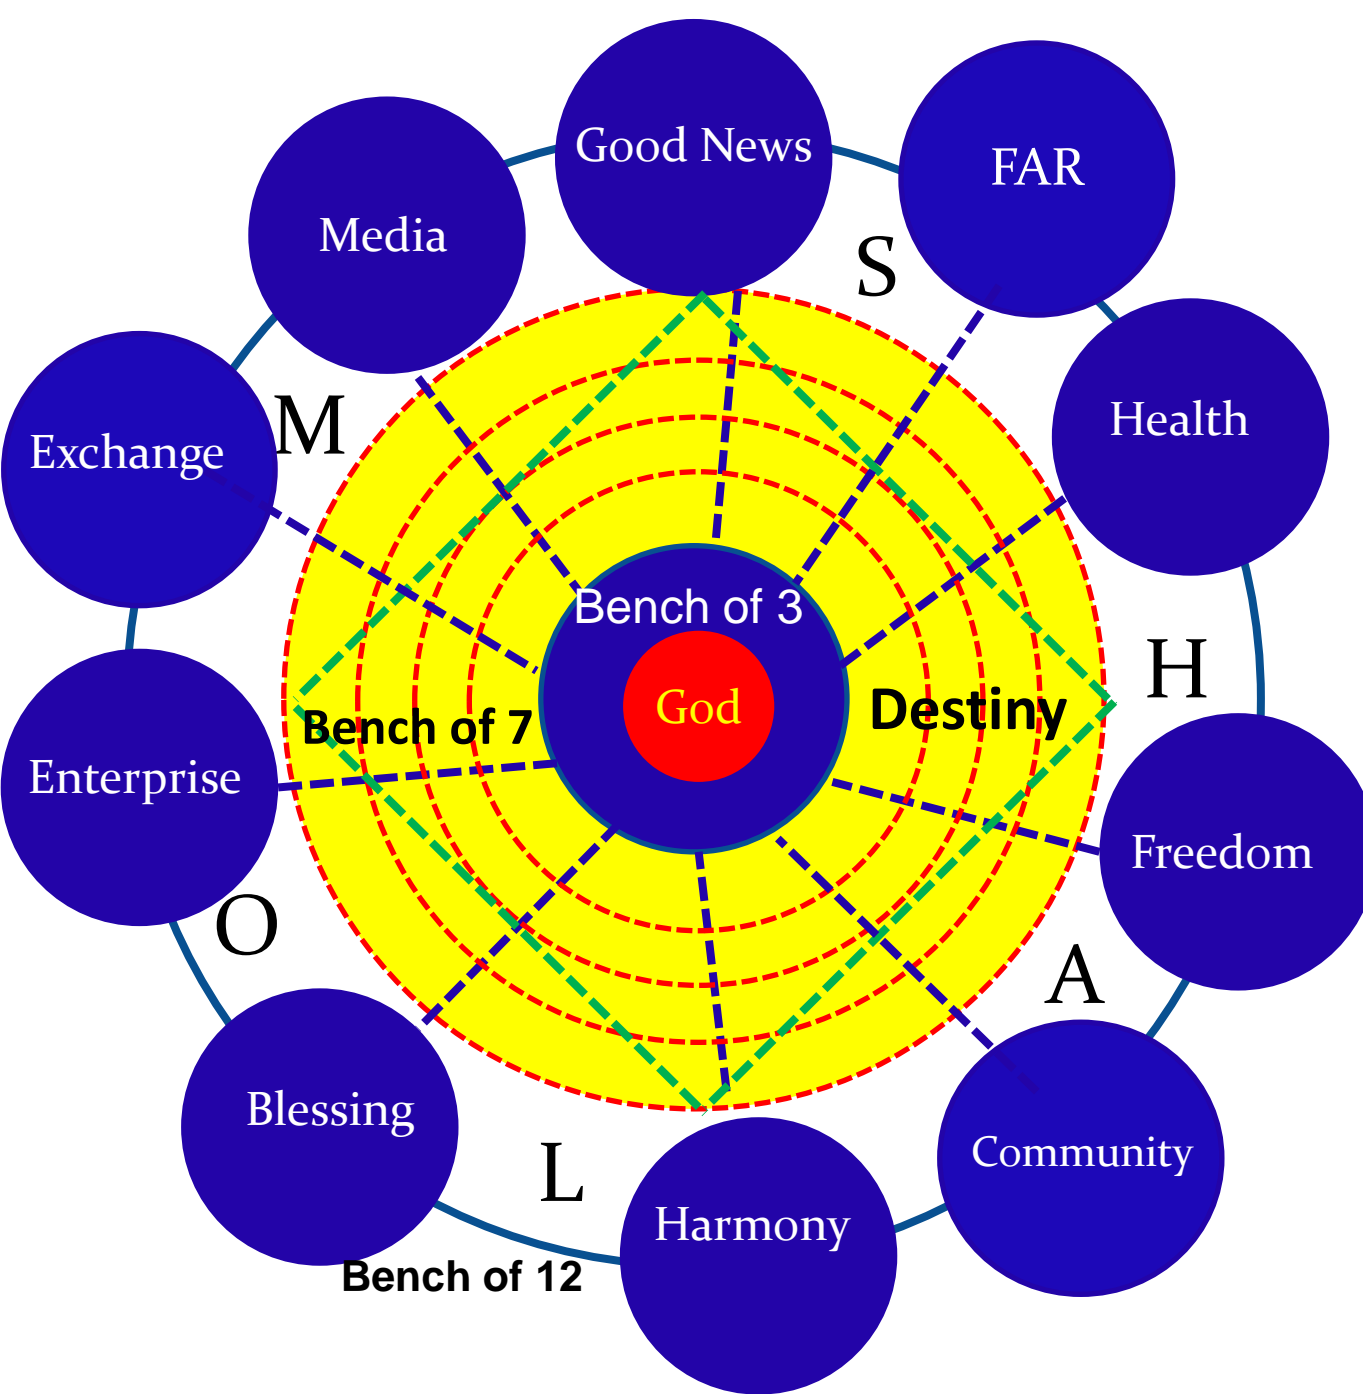 Good News
FAR
Media
S
Health
M
Exchange
Bench of 3
H
God
Destiny
Bench of 7
Enterprise
Freedom
O
A
Blessing
Community
L
Harmony
Bench of 12